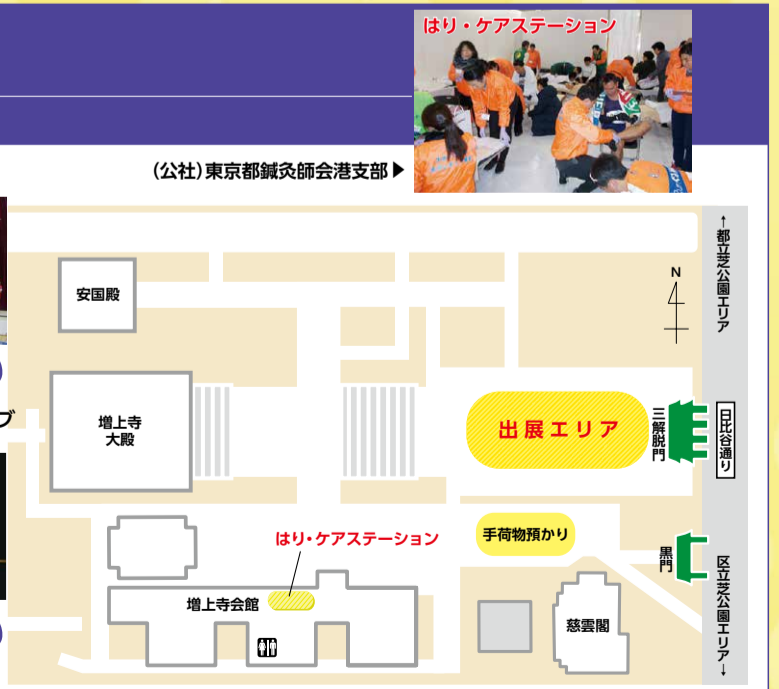 はり・ケアステーション
(公社)東京都鍼灸師会港支部▶
↑都立芝公園エリア
N
安国殿
ブ
増上寺
大殿
出展エリア
三解脱門
日比谷通り
はり・ケアステーション
手荷物預かり
黒門
増上寺会館
慈雲閣
区立芝公園エリア↓